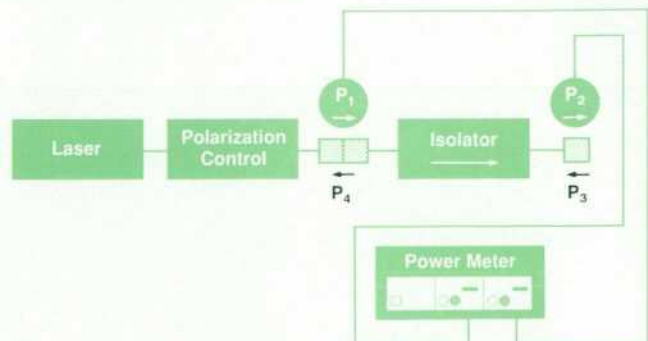 P1
P2
Laser
Polarization
Control
Isolator
P4
P3
Power Meter